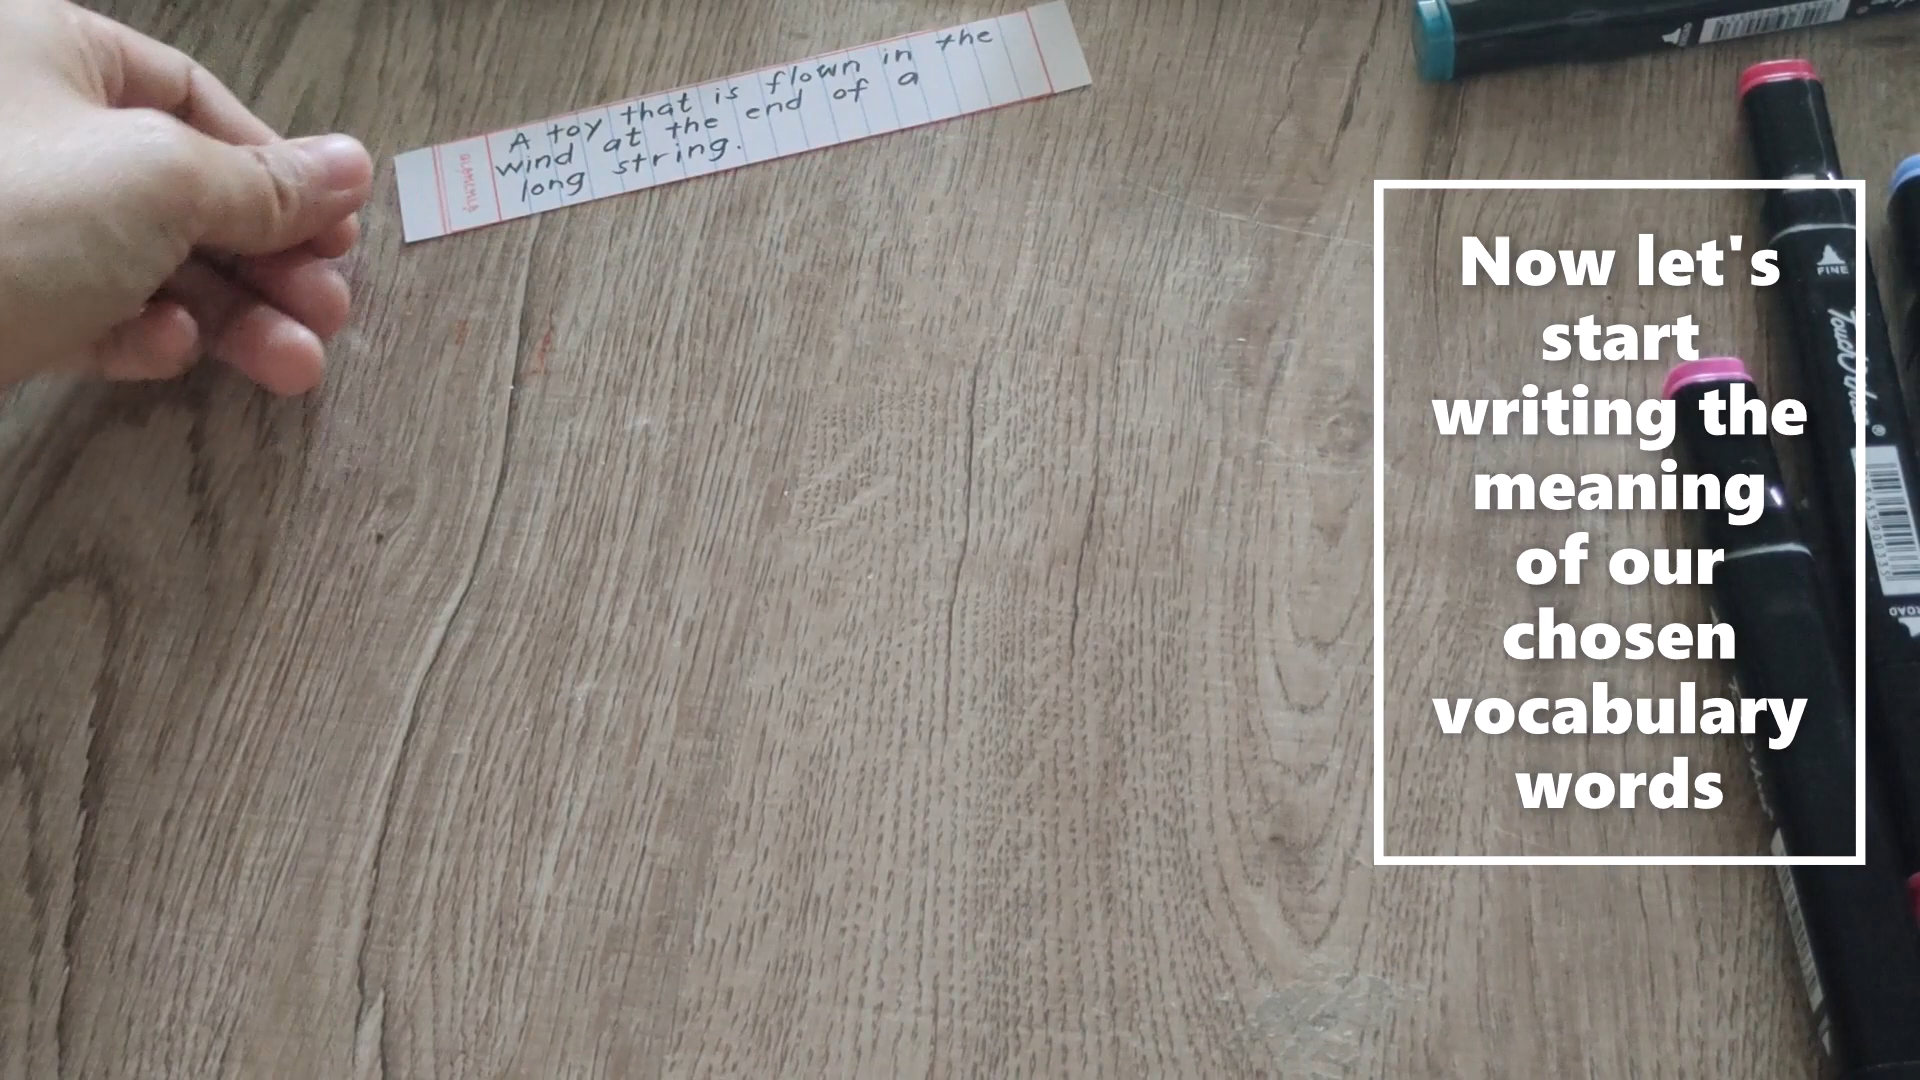 A toy that is flown in the
wind at the end of a
long string.
Now let's
start
writing the
meaning
of our
chosen
vocabulary
words
FINE